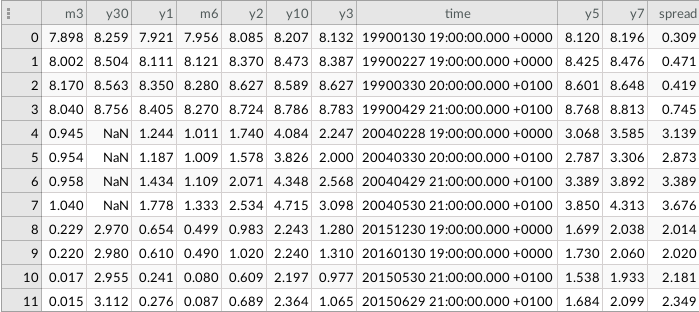 m3 y30 y1 m6 y2 y10 y3 time y5 y7 spread
0 7.898 8.259 7.921 7.956 8.085 8.207 8.132 19900130 19:00:00.000 +0000 8.120 8.196 0.309
1 8.002 8.504 8.111 8.121 8.370 8.473 8.387 19900227 19:00:00.000 +0000 8.425 8.476 0.471
2 8.170 8.563 8.350 8.280 8.627 8.589 8.627 19900330 20:00:00.000 +0100 8.601 8.648 0.419
3 8.040 8.756 8.405 8.270 8.724 8.786 8.783 19900429 21:00:00.000 +0100 8.768 8.813 0.745
4 0.945 NaN 1.244 1.011 1.740 4.084 2.247 20040228 19:00:00.000 +0000 3.068 3.585 3.139
5 0.954 NaN 1.187 1.009 1.578 3.826 2.000 20040330 20:00:00.000 +0100 2.787 3.306 2.873
6 0.958 NaN 1.434 1.109 2.071 4.348 2.568 20040429 21:00:00.000 +0100 3.389 3.892 3.389
7 1.040 NaN 1.778 1.333 2.534 4.715 3.098 20040530 21:00:00.000 +0100 3.850 4.313 3.676
8 0.229 2.970 0.654 0.499 0.983 2.243 1.280 20151230 19:00:00.000 +0000 1.699 2.038 2.014
9 0.220 2.980 0.610 0.490 1.020 2.240 1.310 20160130 19:00:00.000 +0000 1.730 2.060 2.020
10 0.017 2.955 0.241 0.080 0.609 2.197 0.977 20150530 21:00:00.000 +0100 1.538 1.933 2.181
11 0.015 3.112 0.276 0.087 0.689 2.364 1.065 20150629 21:00:00.000 +0100 1.684 2.099 2.349